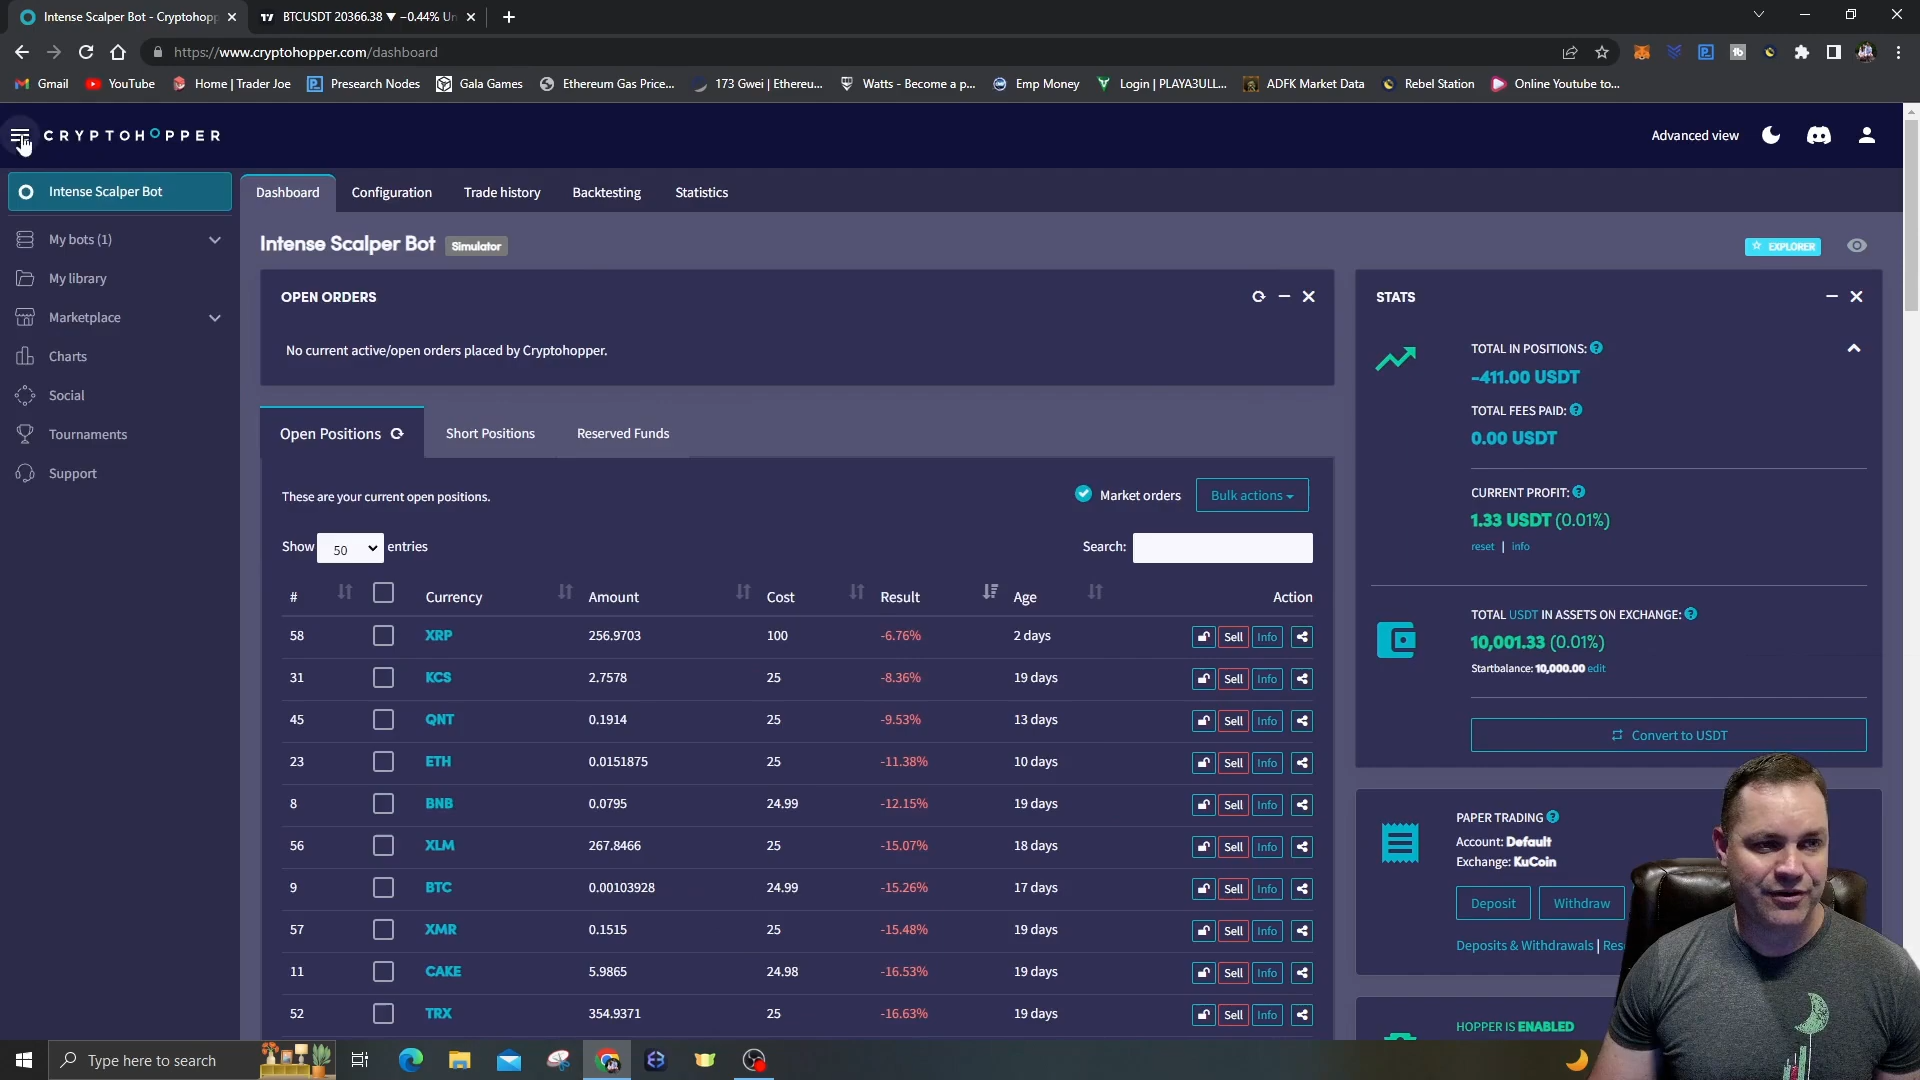 Intense Scalper Bot - Cryptohopp
BTCUSDT 20366.38 ▼ −0.44% Un
https://www.cryptohopper.com/dashboard
Gmail
YouTube
Home | Trader Joe
Presearch Nodes
Gala Games
Ethereum Gas Price...
173 Gwei | Ethereu...
Watts - Become a p...
Emp Money
Login | PLAYA3ULL...
ADFK Market Data
Rebel Station
Online Youtube to...
CRYPTOHOPPER
Advanced view
Intense Scalper Bot
My bots (1)
My library
Marketplace
Charts
Social
Tournaments
Support
Dashboard Configuration Trade history Backtesting Statistics
Intense Scalper Bot Simulator
EXPLORER
OPEN ORDERS
No current active/open orders placed by Cryptohopper.
Open Positions Short Positions Reserved Funds
These are your current open positions.
Market orders
Bulk actions
Show 50 entries
Search:
# Currency Amount Cost Result Age Action
58 XRP 256.9703 100 -6.76% 2 days Sell Info
31 KCS 2.7578 25 -8.36% 19 days Sell Info
45 QNT 0.1914 25 -9.53% 13 days Sell Info
23 ETH 0.0151875 25 -11.38% 10 days Sell Info
8 BNB 0.0795 24.99 -12.15% 19 days Sell Info
56 XLM 267.8466 25 -15.07% 18 days Sell Info
9 BTC 0.00103928 24.99 -15.26% 17 days Sell Info
57 XMR 0.1515 25 -15.48% 19 days Sell Info
11 CAKE 5.9865 24.98 -16.53% 19 days Sell Info
52 TRX 354.9371 25 -16.63% 19 days Sell Info
STATS
TOTAL IN POSITIONS:
-411.00 USDT
TOTAL FEES PAID:
0.00 USDT
CURRENT PROFIT:
1.33 USDT (0.01%)
reset | info
TOTAL USDT IN ASSETS ON EXCHANGE:
10,001.33 (0.01%)
Startbalance: 10,000.00 edit
Convert to USDT
PAPER TRADING
Account: Default
Exchange: KuCoin
Deposit Withdraw
Deposits & Withdrawals | Res
HOPPER IS ENABLED
Type here to search